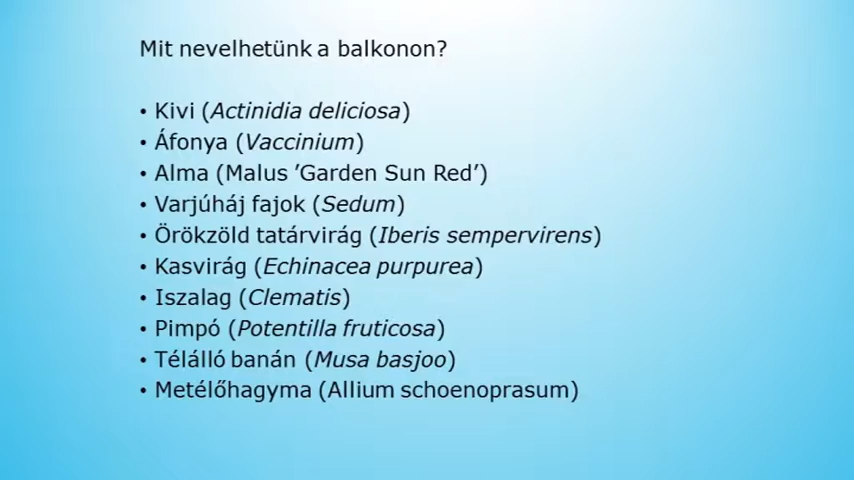 Mit nevelhetünk a balkonon?
• Kivi (Actinidia deliciosa)
• Áfonya (Vaccinium)
• Alma (Malus ’Garden Sun Red’)
• Varjúháj fajok (Sedum)
• Örökzöld tatárvirág (Iberis sempervirens)
• Kasvirág (Echinacea purpurea)
• Iszalag (Clematis)
• Pimpó (Potentilla fruticosa)
• Télálló banán (Musa basjoo)
• Metélőhagyma (Allium schoenoprasum)